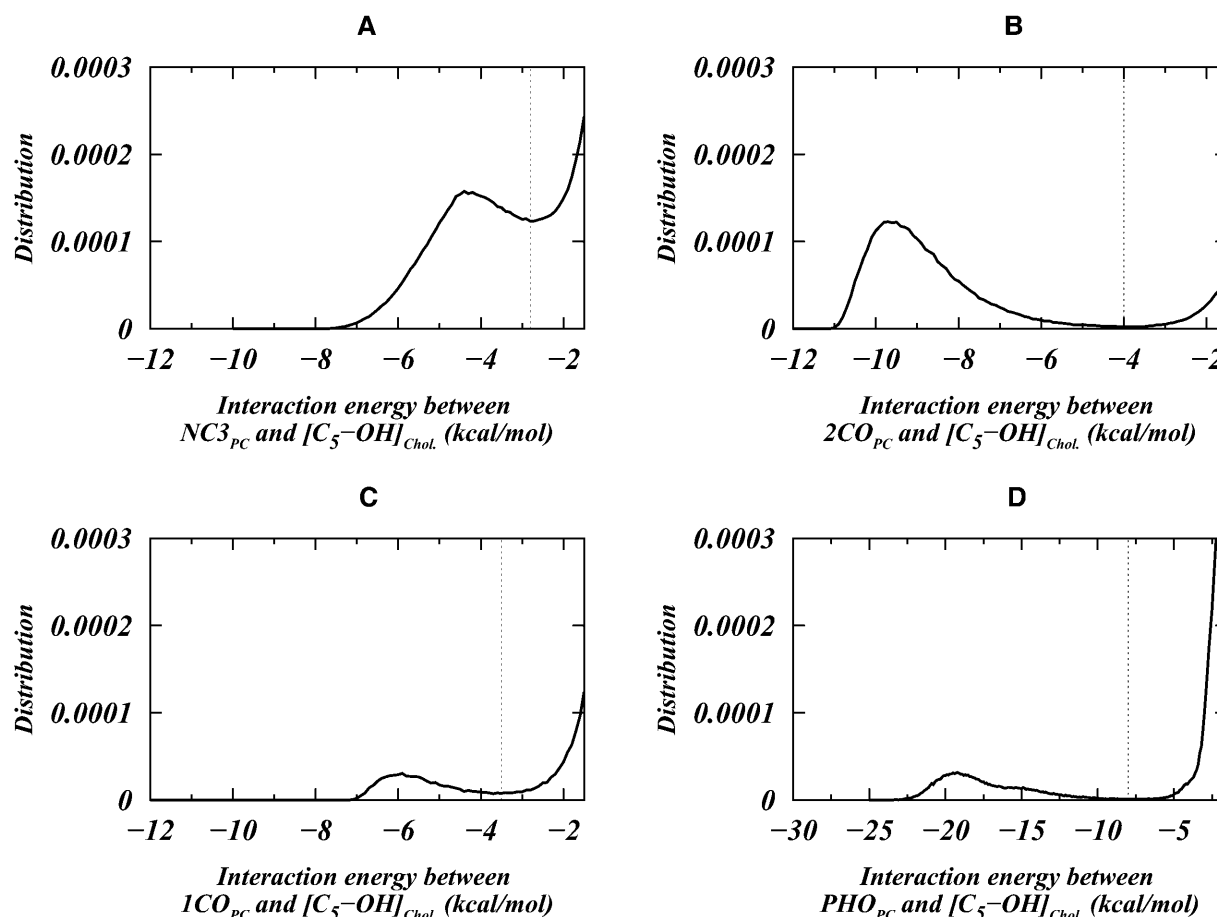 A
0.0003
0.0002
0.0001
0
Distribution
−12 −10 −8 −6 −4 −2
Interaction energy between
NC3PC and [C5−OH]Chol. (kcal/mol)
B
0.0003
0.0002
0.0001
0
Distribution
−12 −10 −8 −6 −4 −2
Interaction energy between
2COPC and [C5−OH]Chol. (kcal/mol)
C
0.0003
0.0002
0.0001
0
Distribution
−12 −10 −8 −6 −4 −2
Interaction energy between
1COPC and [C5−OH]Chol. (kcal/mol)
D
0.0003
0.0002
0.0001
0
Distribution
−30 −25 −20 −15 −10 −5
Interaction energy between
PHOPC and [C5−OH]Chol. (kcal/mol)